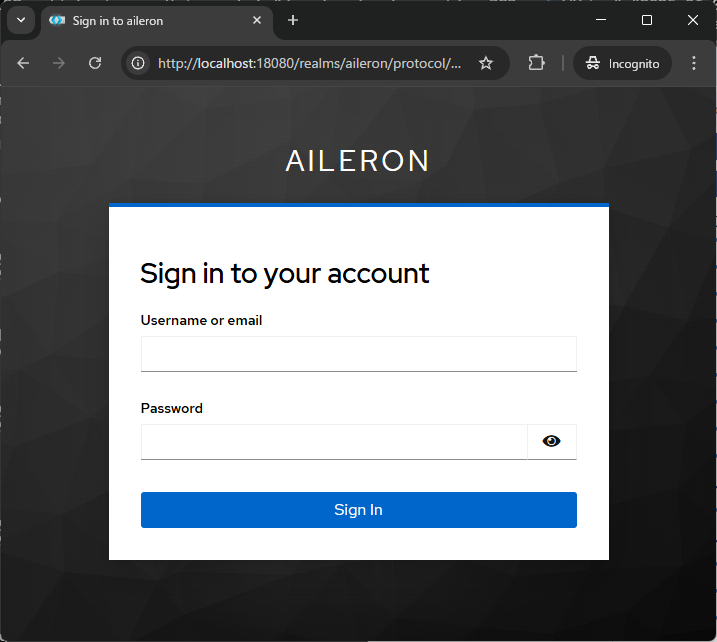 Sign in to aileron
http://localhost:18080/realms/aileron/protocol/...
Incognito
AILERON
Sign in to your account
Username or email
Password
Sign In